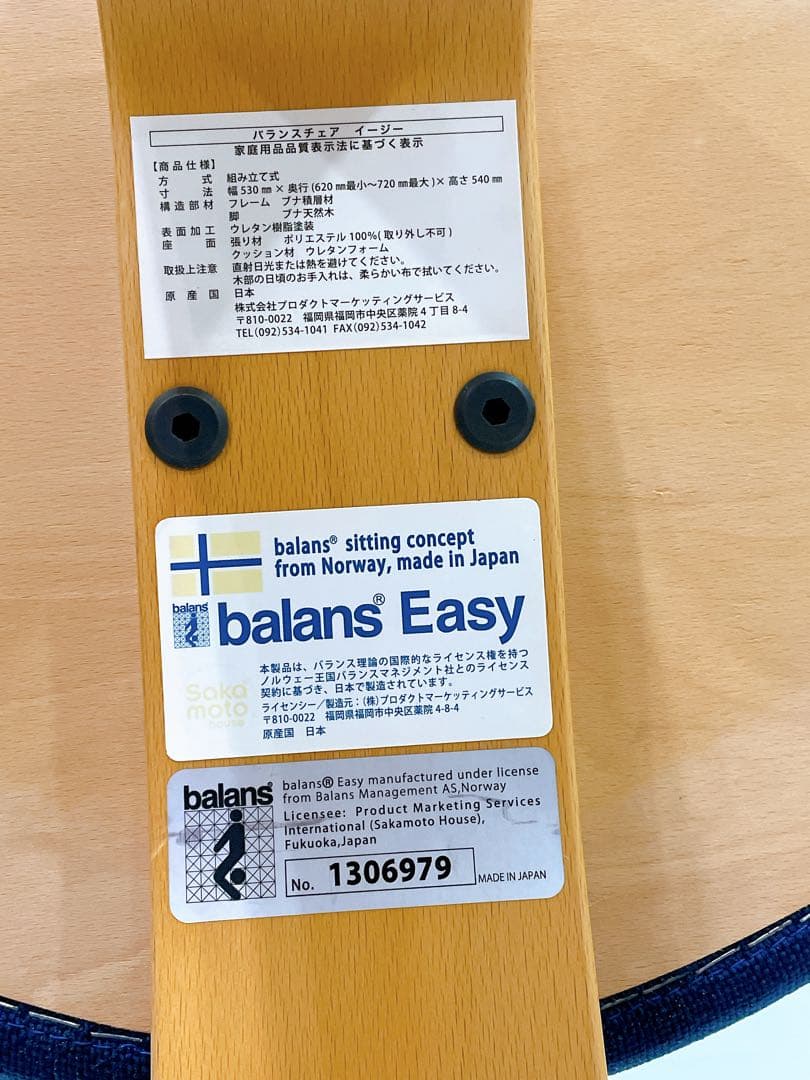 バランスチェア　イージー
家庭用品品質表示法に基づく表示
【商品仕様】
方　式　組み立て式
寸　法　幅 530 ㎜ × 奥行 (620 ㎜最小～720 ㎜最大 )× 高さ 540 ㎜
構造部材　フレーム　ブナ積層材
脚　ブナ天然木
表面加工　ウレタン樹脂塗装
座　面　張り材　ポリエステル 100%( 取り外し不可 )
クッション材　ウレタンフォーム
取扱上注意　直射日光または熱を避けてください。
木部の日頃のお手入れは、柔らかい布で拭いてください。
原産国　日本
株式会社プロダクトマーケッティングサービス
〒810-0022　福岡県福岡市中央区薬院 4 丁目 8-4
TEL(092)534-1041 FAX(092)534-1042
balans® sitting concept
from Norway, made in Japan
balans®
balans® Easy
本製品は、バランス理論の国際的なライセンス権を持つ
ノルウェー王国バランスマネジメント社とのライセンス
契約に基づき、日本で製造されています。
Saka
moto
house
ライセンシー／製造元：(株)プロダクトマーケッティングサービス
〒810-0022　福岡県福岡市中央区薬院 4-8-4
原産国　日本
balans®
balans® Easy manufactured under license
from Balans Management AS,Norway
Licensee: Product Marketing Services
International (Sakamoto House),
Fukuoka,Japan
No. 1306979
MADE IN JAPAN